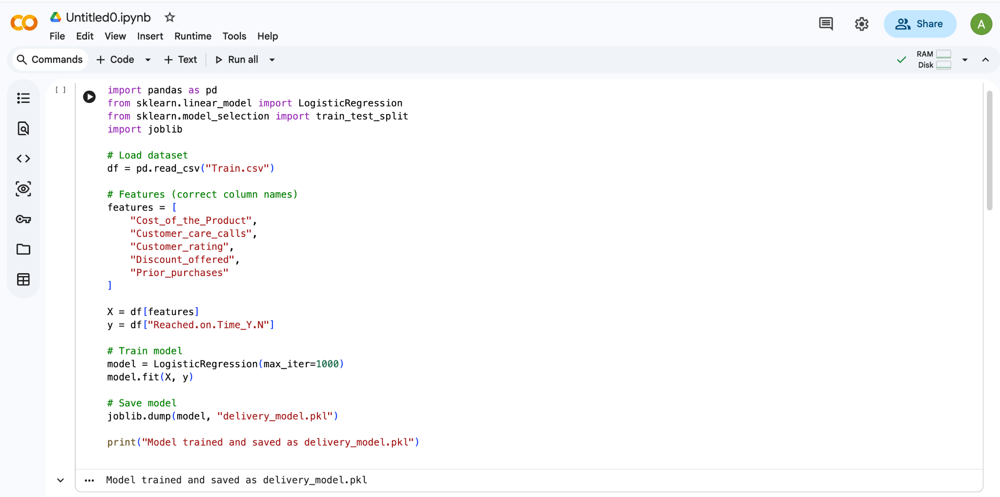 Untitled0.ipynb
File Edit View Insert Runtime Tools Help
Share
A
Commands + Code + Text Run all
RAM
Disk
[ ]
import pandas as pd
from sklearn.linear_model import LogisticRegression
from sklearn.model_selection import train_test_split
import joblib
# Load dataset
df = pd.read_csv("Train.csv")
# Features (correct column names)
features = [
"Cost_of_the_Product",
"Customer_care_calls",
"Customer_rating",
"Discount_offered",
"Prior_purchases"
]
X = df[features]
y = df["Reached.on.Time_Y.N"]
# Train model
model = LogisticRegression(max_iter=1000)
model.fit(X, y)
# Save model
joblib.dump(model, "delivery_model.pkl")
print("Model trained and saved as delivery_model.pkl")
Model trained and saved as delivery_model.pkl